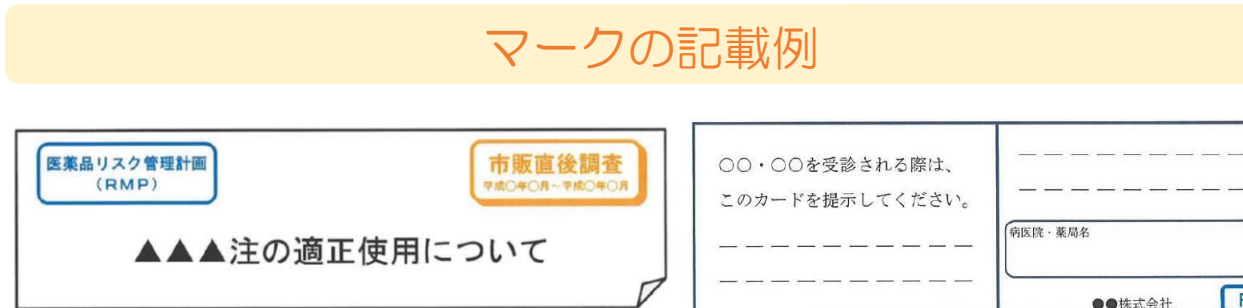 マークの記載例
医薬品リスク管理計画
(RMP)
市販直後調査
平成○年○月~平成○年○月
▲▲▲注の適正使用について
○○・○○を受診される際は、
このカードを提示してください。
病医院・薬局名
●●株式会社